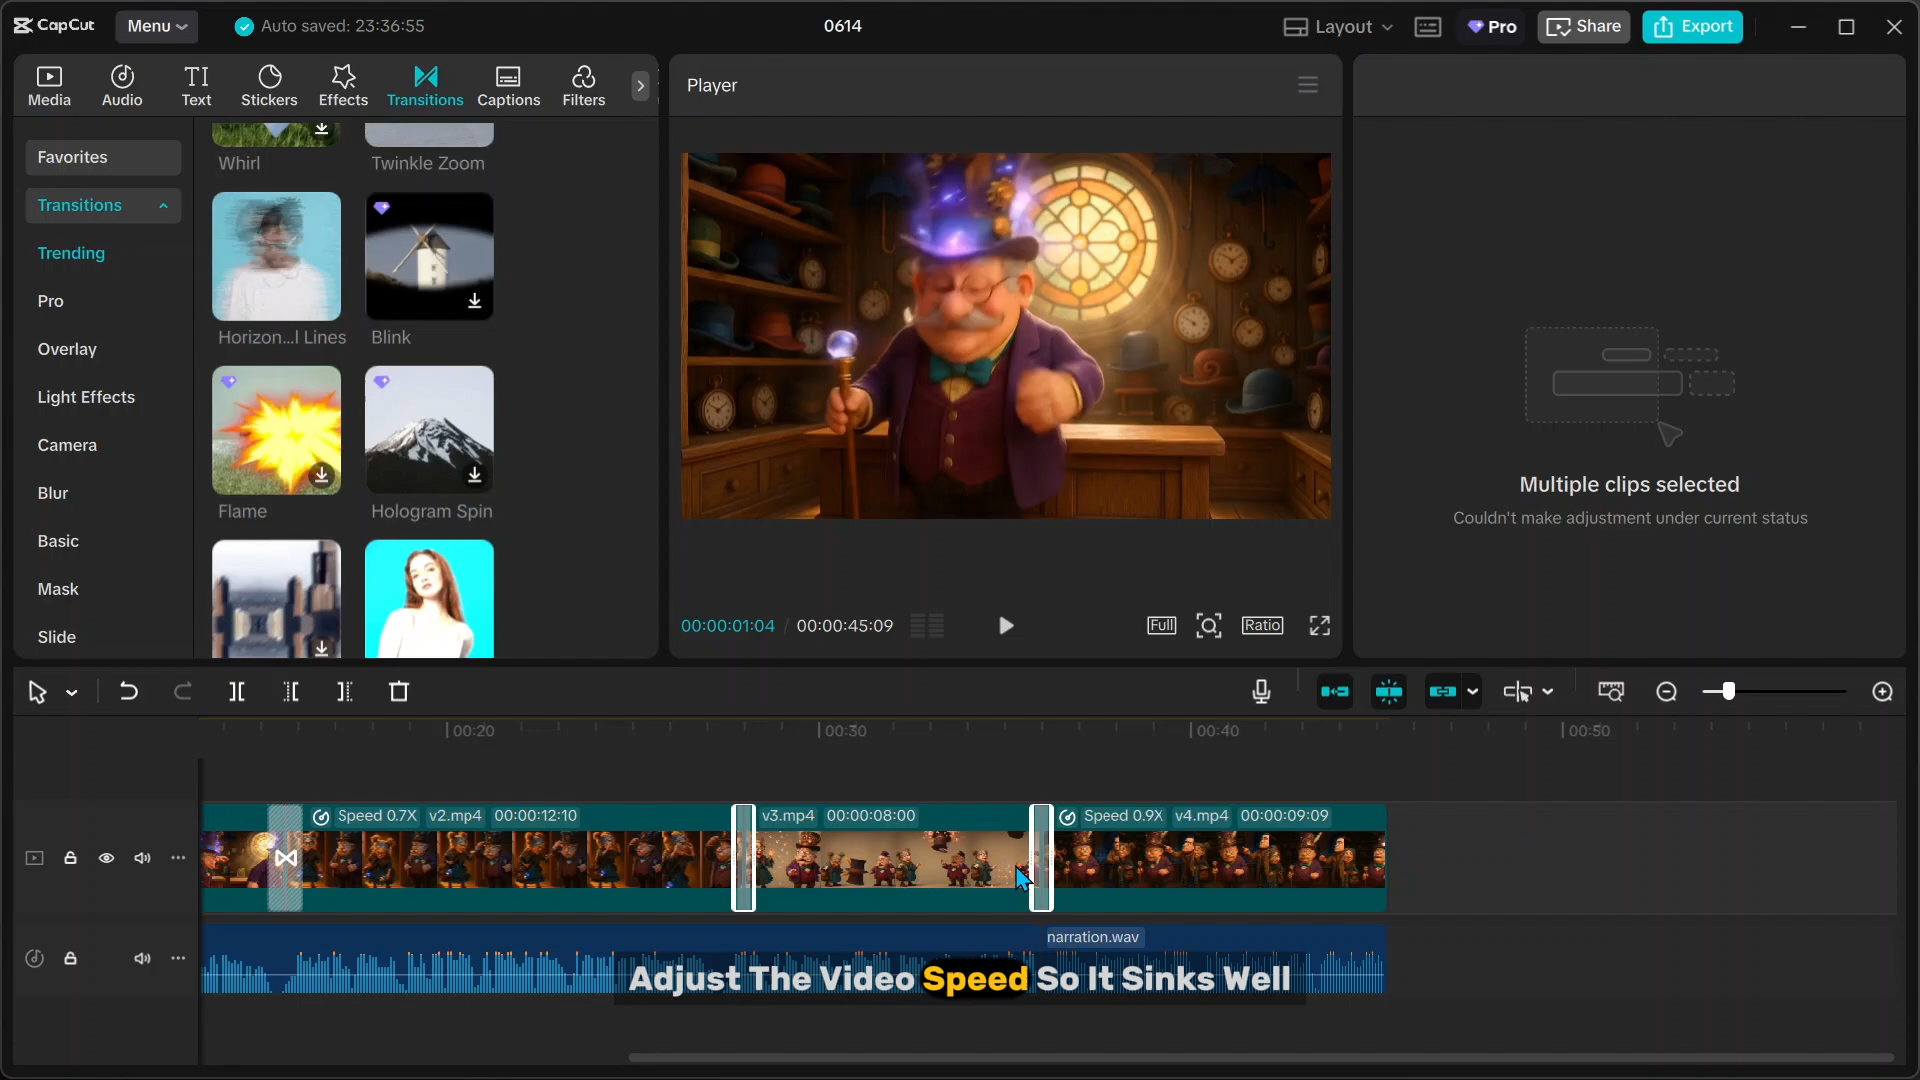 CapCut
Menu
Auto saved: 23:36:55
0614
Layout
Pro
Share
Export
Media
Audio
TI
Text
Stickers
Effects
Transitions
Captions
Filters
Favorites
Transitions
Trending
Pro
Overlay
Light Effects
Camera
Blur
Basic
Mask
Slide
Whirl
Twinkle Zoom
Horizon...l Lines
Blink
Flame
Hologram Spin
Player
00:00:01:04 / 00:00:45:09
Full
Ratio
Multiple clips selected
Couldn't make adjustment under current status
00:20
00:30
00:40
00:50
Speed 0.7X v2.mp4 00:00:12:10
v3.mp4 00:00:08:00
Speed 0.9X v4.mp4 00:00:09:09
narration.wav
Adjust The Video Speed So It Sinks Well